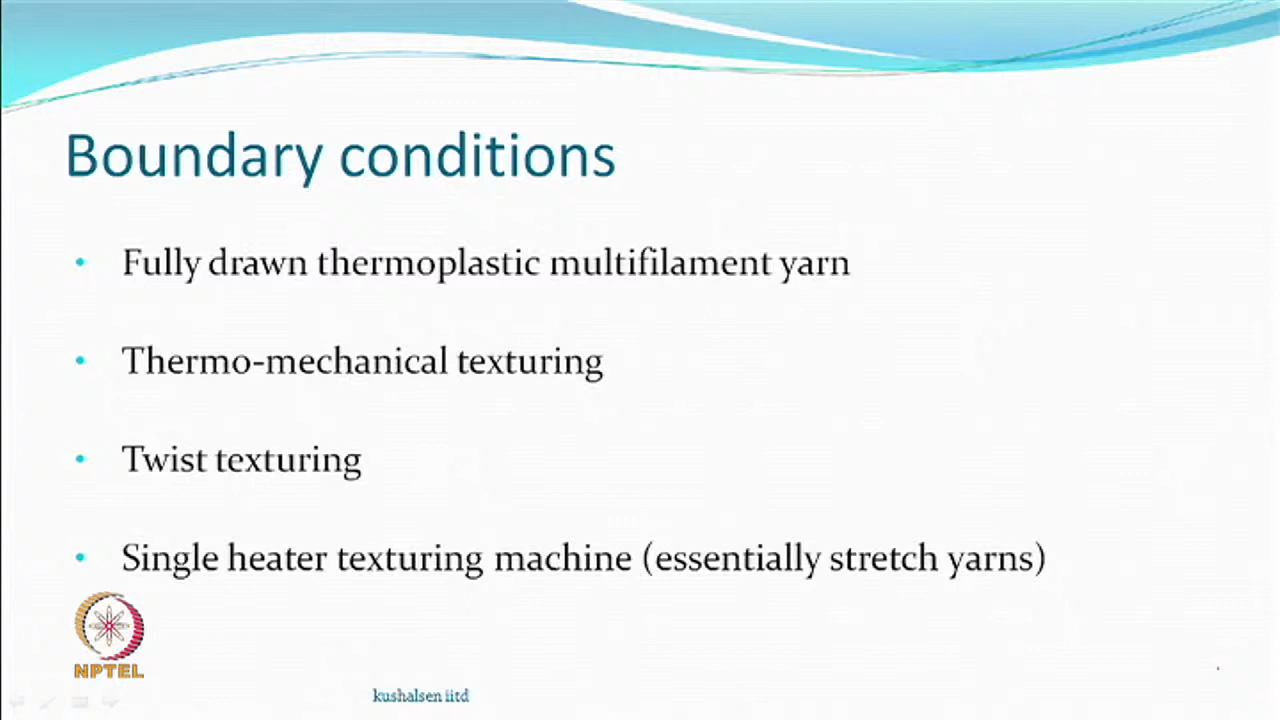 Boundary conditions
• Fully drawn thermoplastic multifilament yarn
• Thermo-mechanical texturing
• Twist texturing
• Single heater texturing machine (essentially stretch yarns)
NPTEL
kushalsen iitd